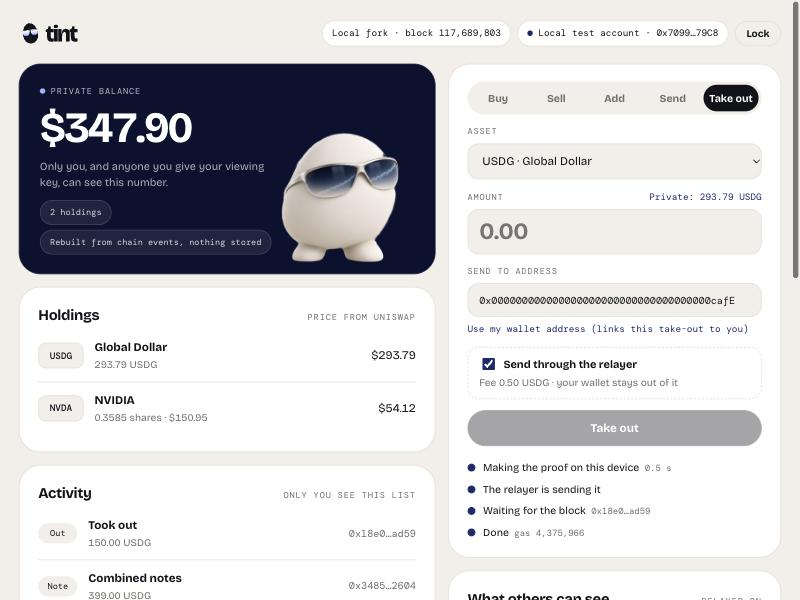 tint
Local fork · block 117,689,803
Local test account · 0x7099…79C8
Lock
PRIVATE BALANCE
$347.90
Only you, and anyone you give your viewing
key, can see this number.
2 holdings
Rebuilt from chain events, nothing stored
Holdings
PRICE FROM UNISWAP
USDG
Global Dollar
293.79 USDG
$293.79
NVDA
NVIDIA
0.3585 shares · $150.95
$54.12
Activity
ONLY YOU SEE THIS LIST
Out
Took out
150.00 USDG
0x18e0…ad59
Note
Combined notes
399.00 USDG
0x3485…2604
Buy
Sell
Add
Send
Take out
ASSET
USDG · Global Dollar
AMOUNT
Private: 293.79 USDG
0.00
SEND TO ADDRESS
0x000000000000000000000000000000000000cafE
Use my wallet address (links this take-out to you)
Send through the relayer
Fee 0.50 USDG · your wallet stays out of it
Take out
Making the proof on this device 0.5 s
The relayer is sending it
Waiting for the block 0x18e0…ad59
Done gas 4,375,966
What others can see